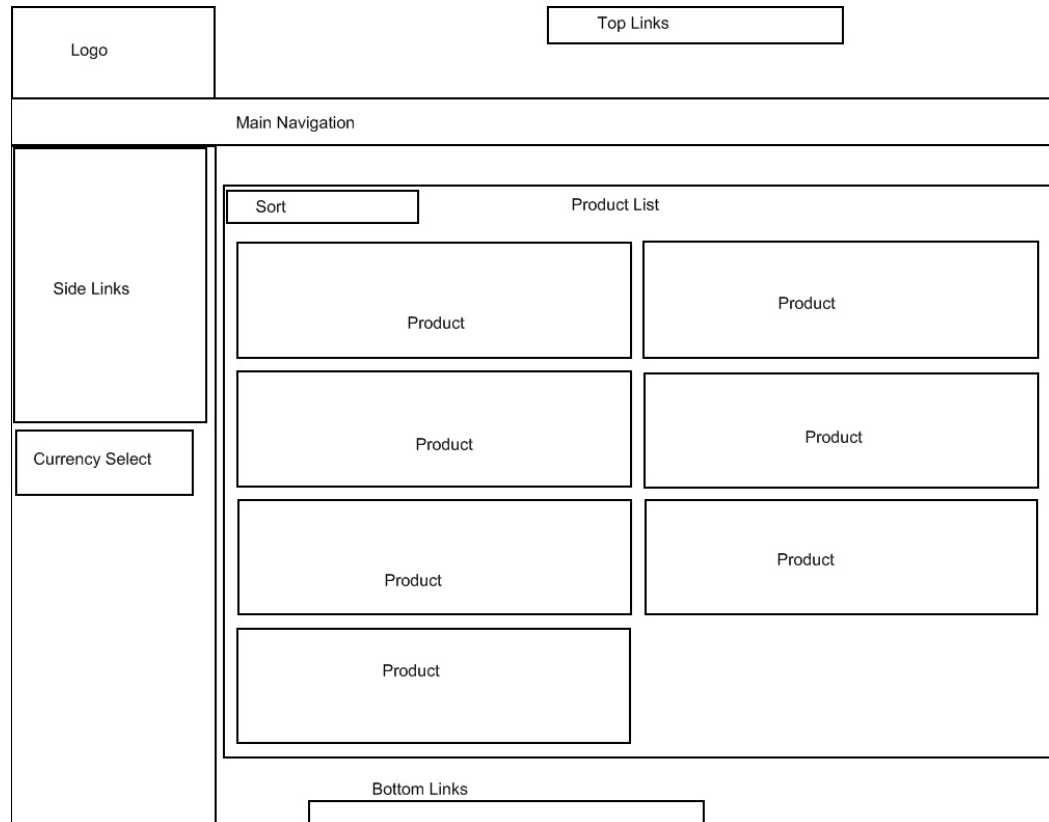 Logo
Top Links
Main Navigation
Side Links
Currency Select
Sort
Product List
Product
Product
Product
Product
Product
Product
Product
Bottom Links